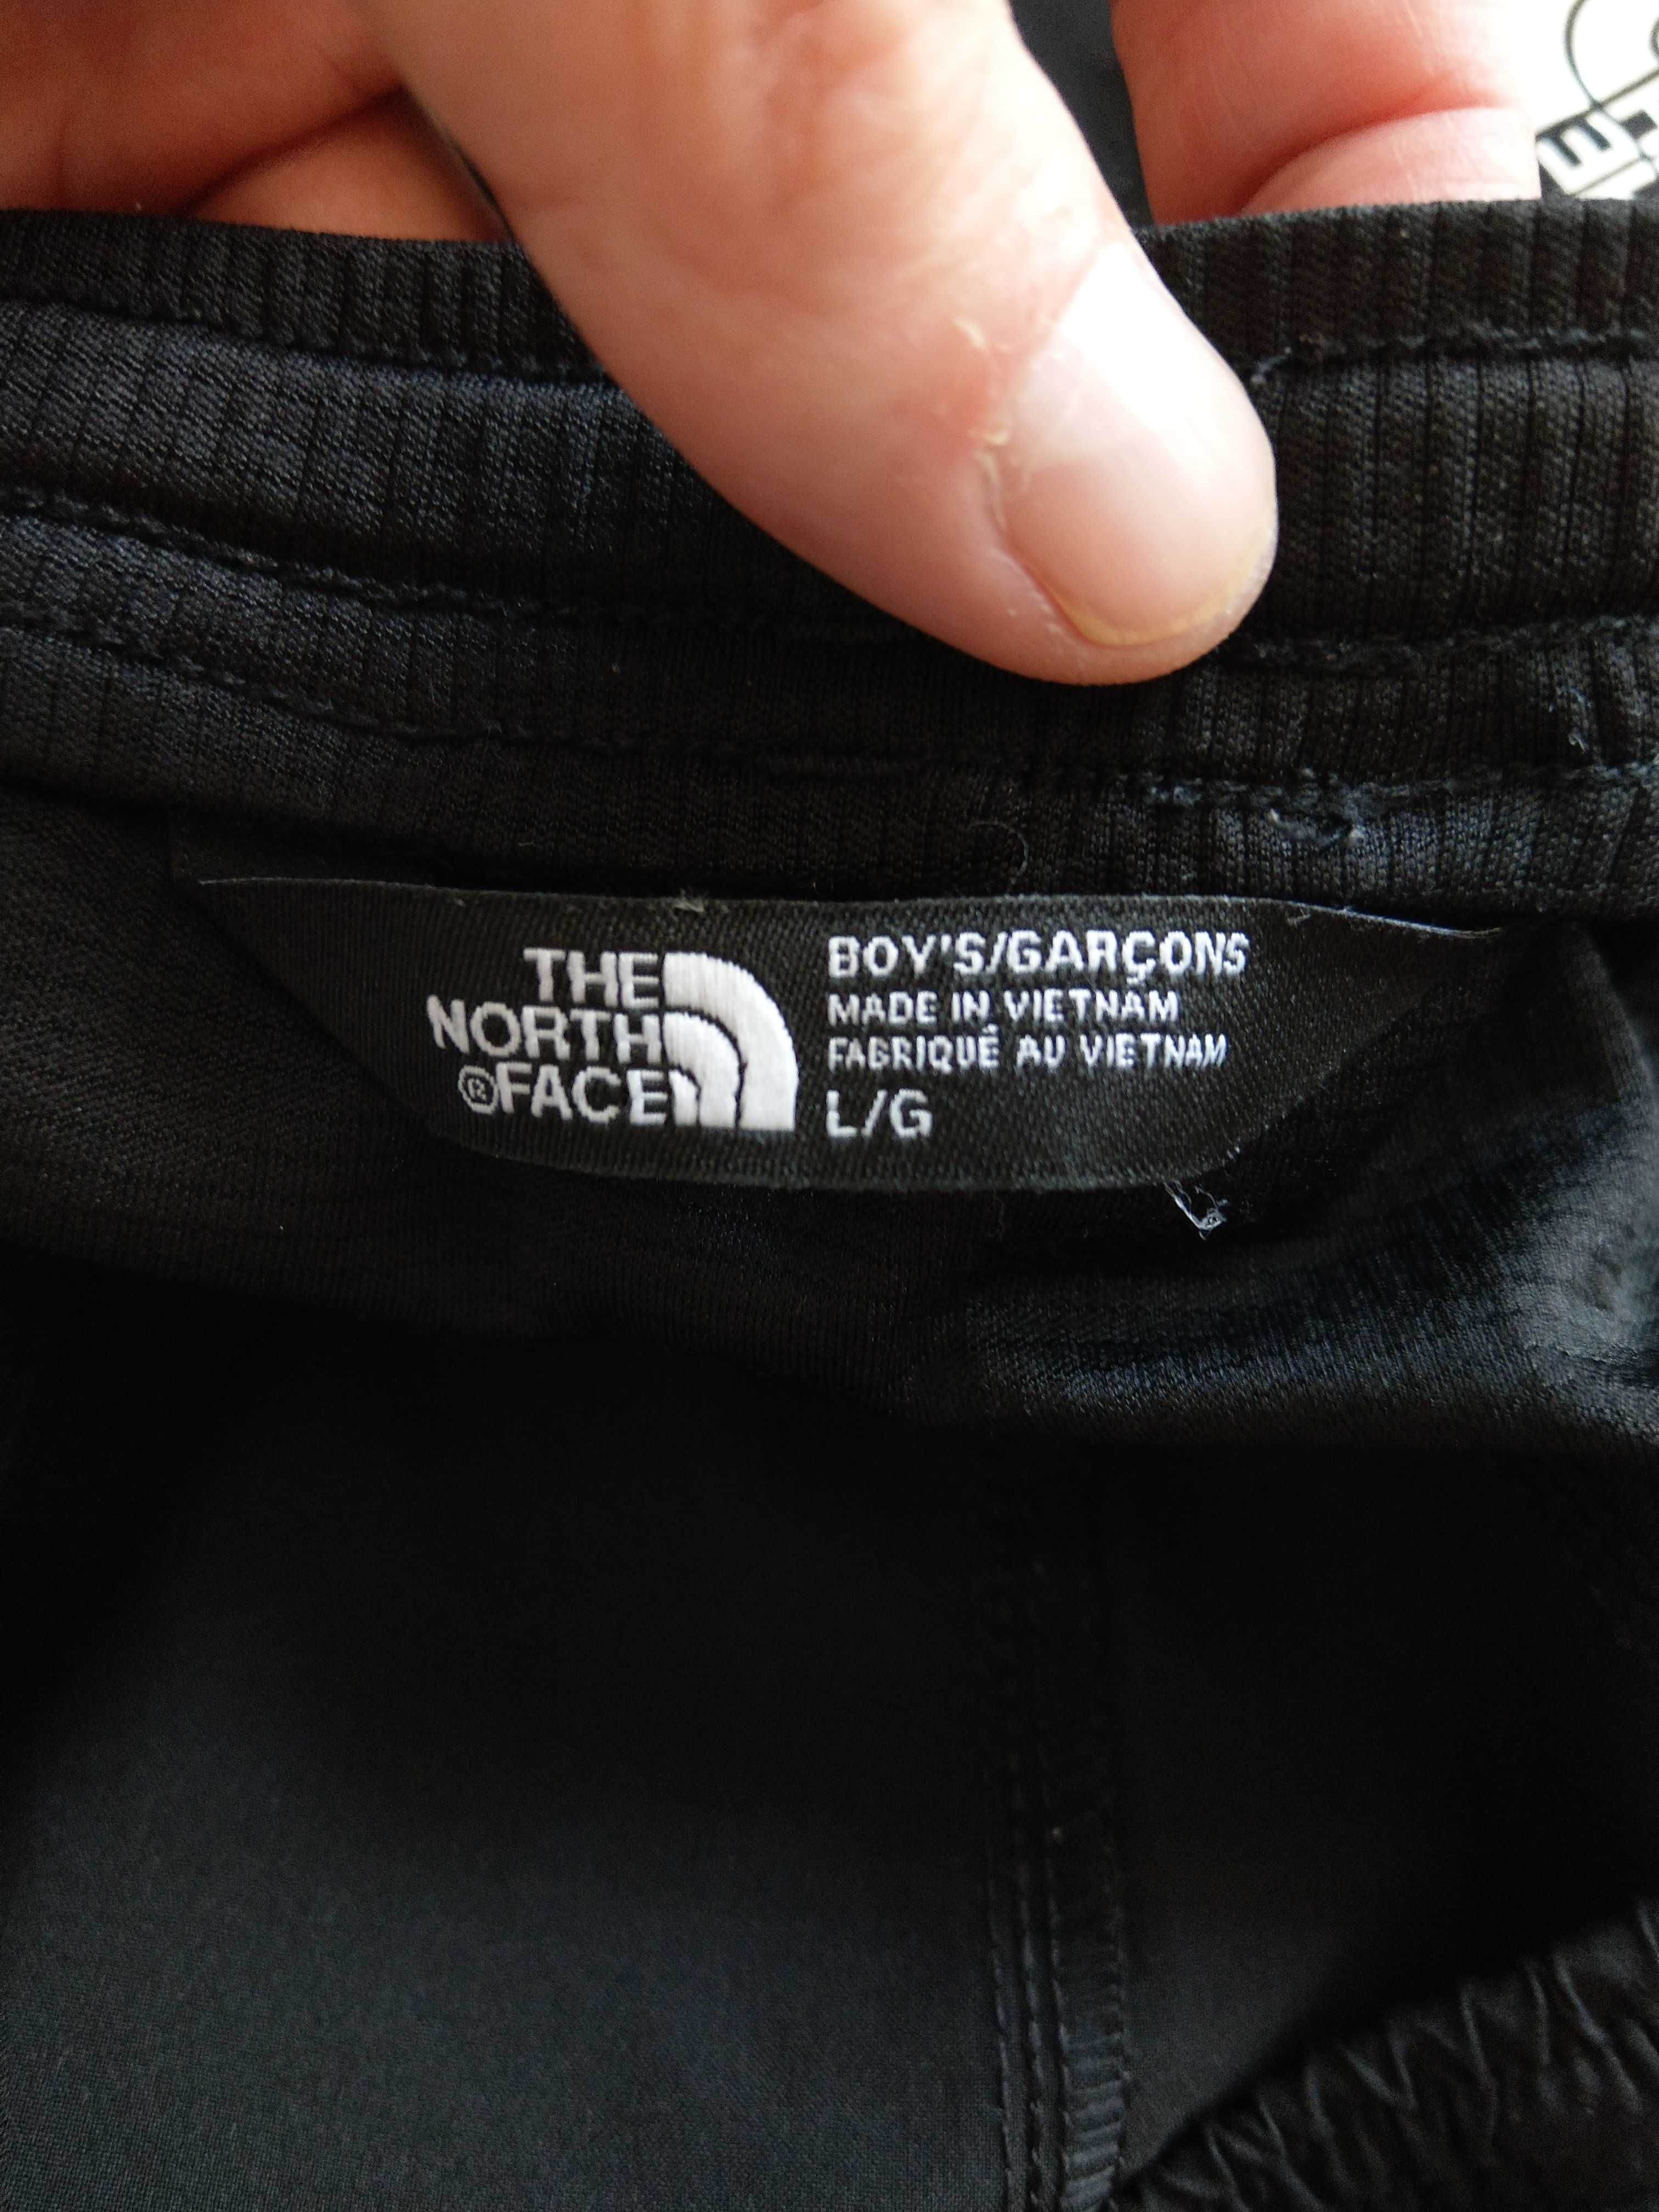 THE
NORTH
®FACE
BOY'S/GARÇONS
MADE IN VIETNAM
FABRIQUÉ AU VIETNAM
L/G